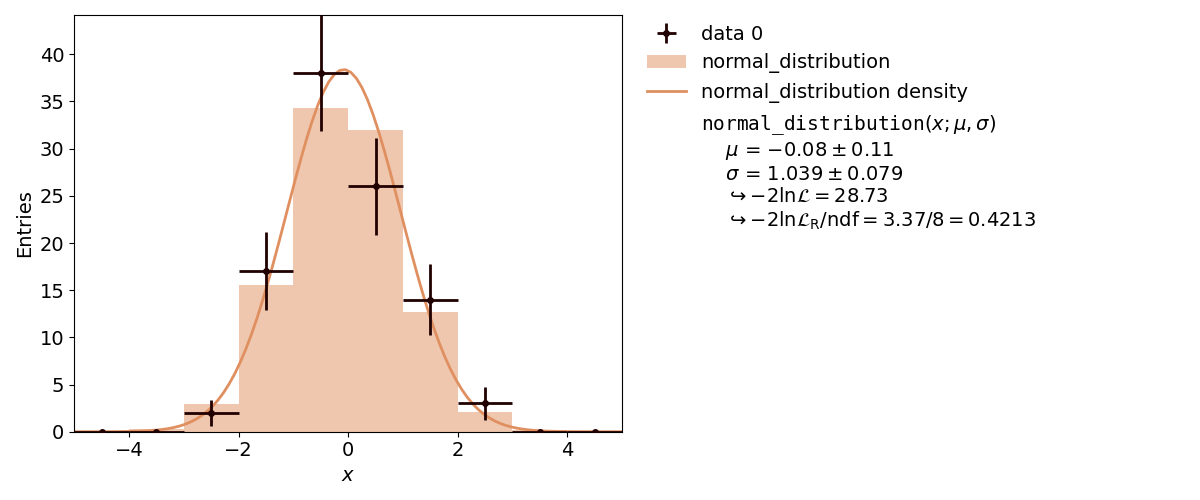 data 0
normal_distribution
normal_distribution density
normal_distribution(x; μ, σ)
μ = −0.08 ± 0.11
σ = 1.039 ± 0.079
↪ −2lnℒ = 28.73
↪ −2lnℒ_R/ndf = 3.37/8 = 0.4213
Entries
40
35
30
25
20
15
10
5
0
−4 −2 0 2 4
x